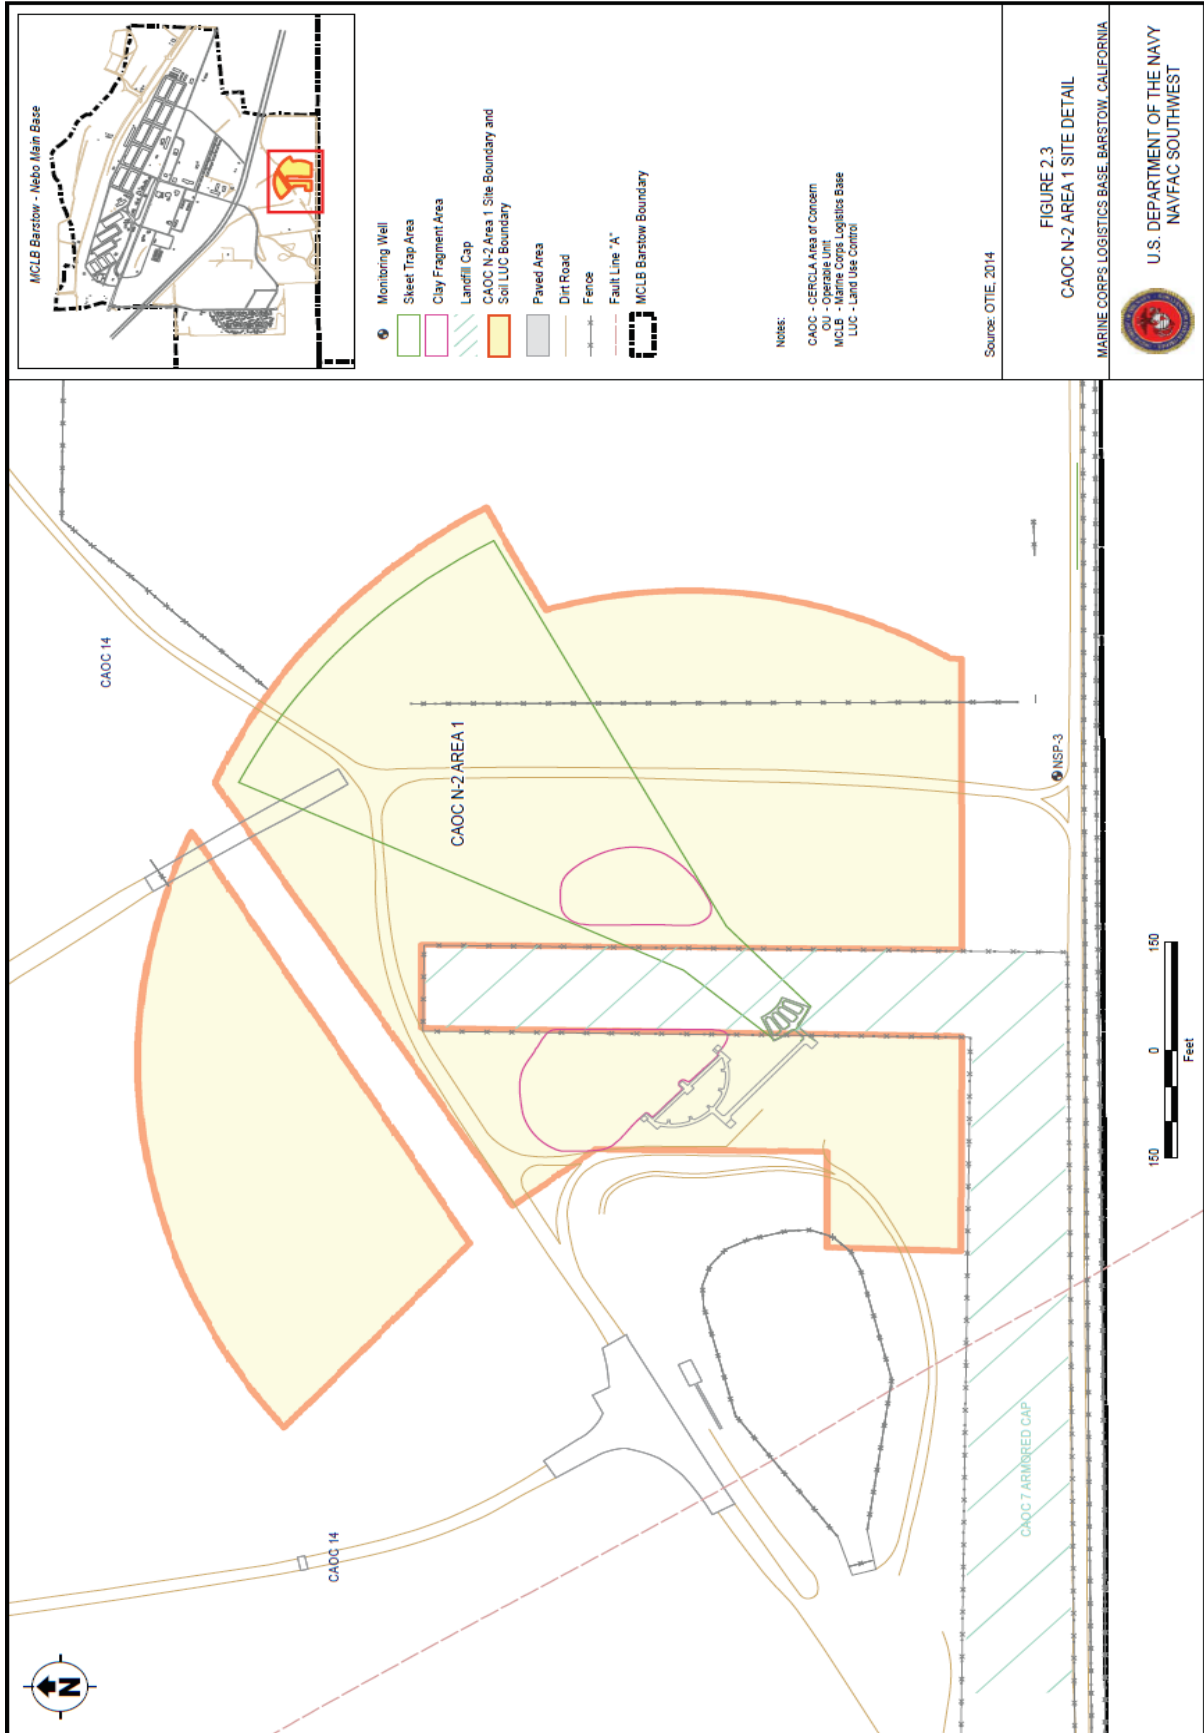 MCLB Barstow - Nebo Main Base
Monitoring Well
Skeet Trap Area
Clay Fragment Area
Landfill Cap
CAOC N-2 Area 1 Site Boundary and
Soil LUC Boundary
Paved Area
Dirt Road
Fence
Fault Line "A"
MCLB Barstow Boundary
Notes:
CAOC - CERCLA Area of Concern
OU - Operable Unit
MCLB - Marine Corps Logistics Base
LUC - Land Use Control
Source: OTIE, 2014
FIGURE 2.3
CAOC N-2 AREA 1 SITE DETAIL
MARINE CORPS LOGISTICS BASE, BARSTOW, CALIFORNIA
U.S. DEPARTMENT OF THE NAVY
NAVFAC SOUTHWEST
N
CAOC 14
CAOC 14
CAOC N-2 AREA 1
NSP-3
CAOC 7 ARMORED CAP
150 0 150
Feet